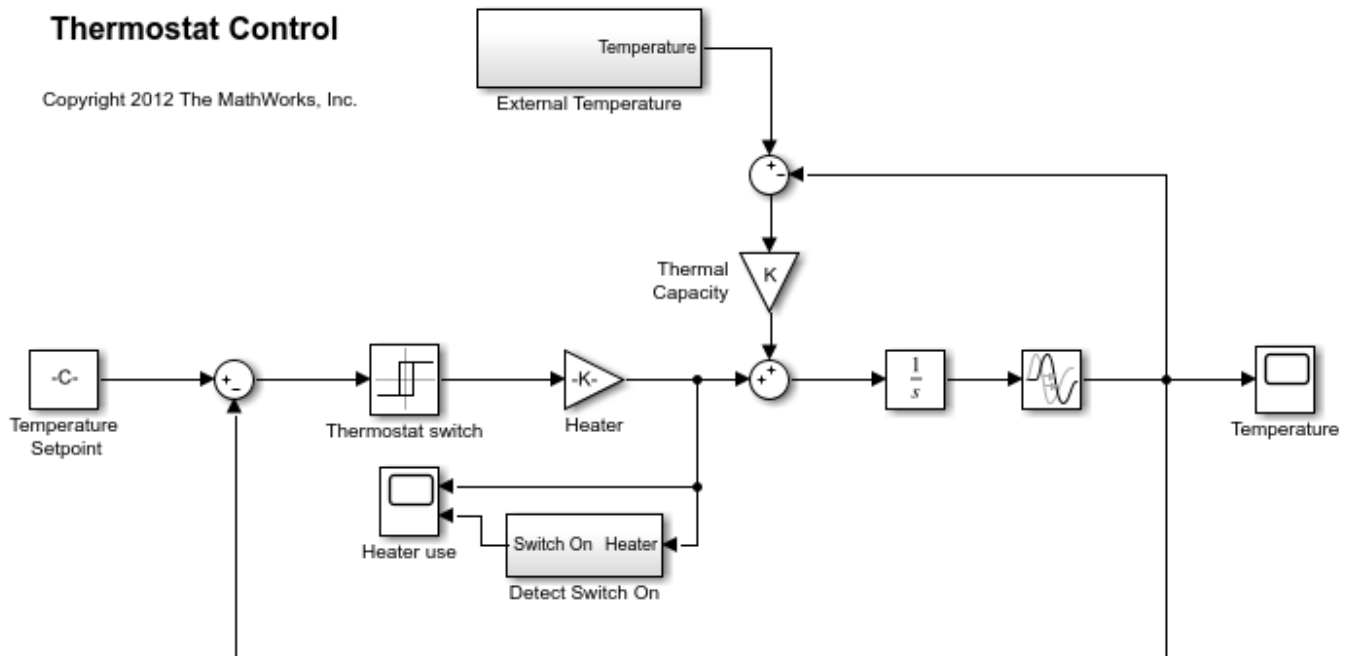 Thermostat Control
Copyright 2012 The MathWorks, Inc.
Temperature
External Temperature
+
−
K
Thermal
Capacity
-C-
Temperature
Setpoint
+
−
Thermostat switch
-K-
Heater
+
+
1
s
Temperature
Heater use
Switch On Heater
Detect Switch On